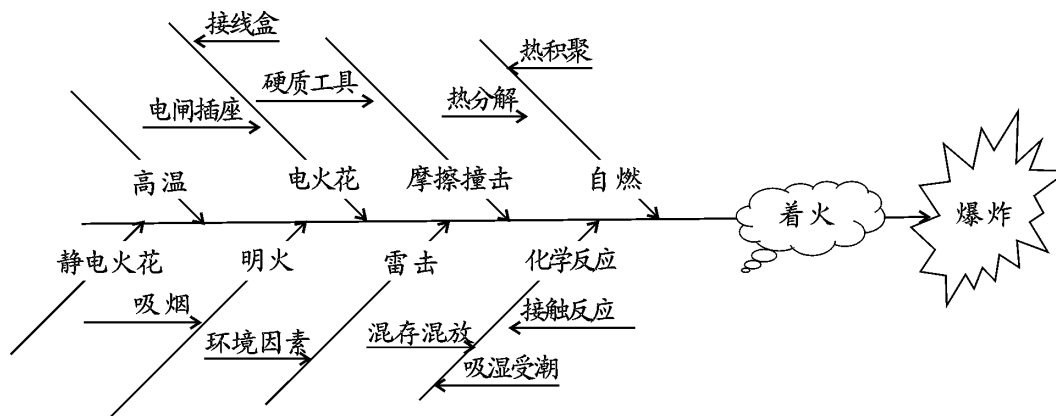 接线盒
热积聚
硬质工具
电闸插座
热分解
高温
电火花
摩擦撞击
自燃
着火
爆炸
静电火花
明火
雷击
化学反应
吸烟
接触反应
环境因素
混存混放
吸湿受潮